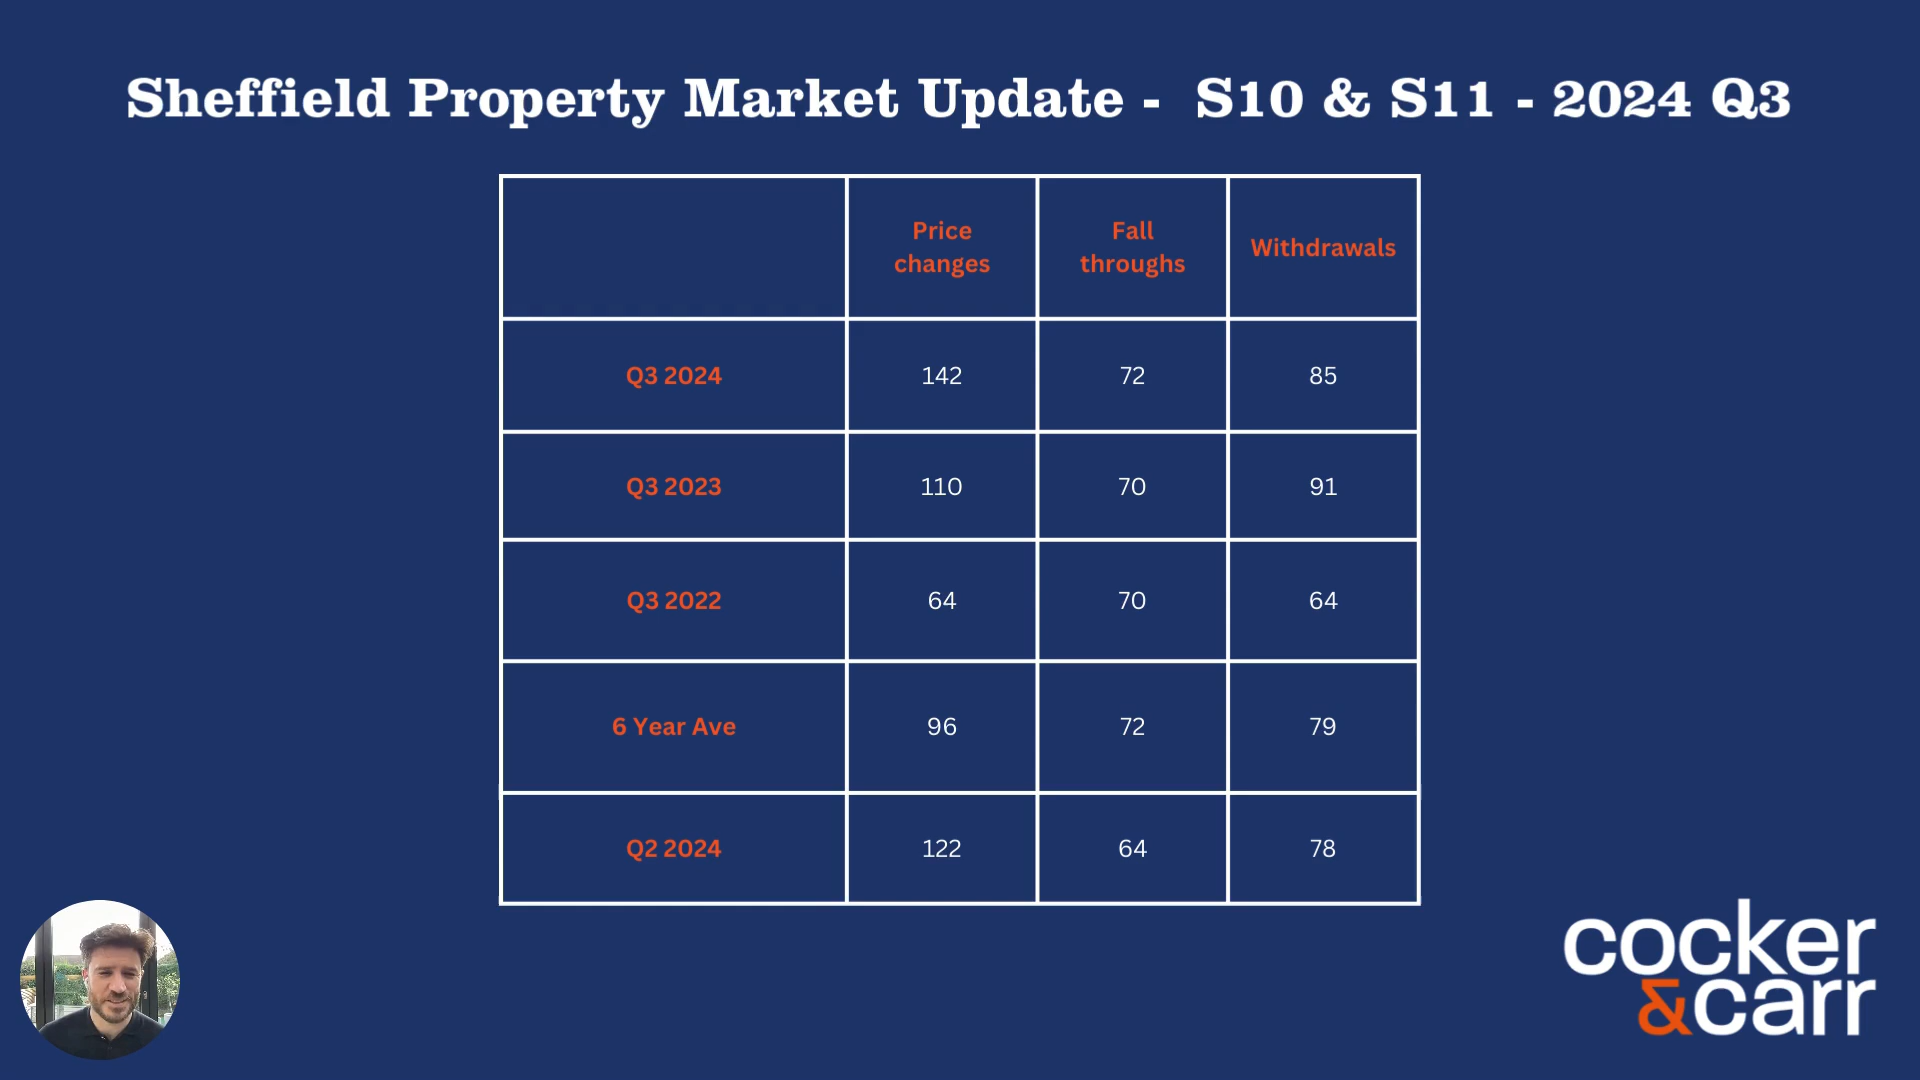 Sheffield Property Market Update - S10 & S11 - 2024 Q3
Price changes Fall throughs Withdrawals
Q3 2024 142 72 85
Q3 2023 110 70 91
Q3 2022 64 70 64
6 Year Ave 96 72 79
Q2 2024 122 64 78
cocker
&carr